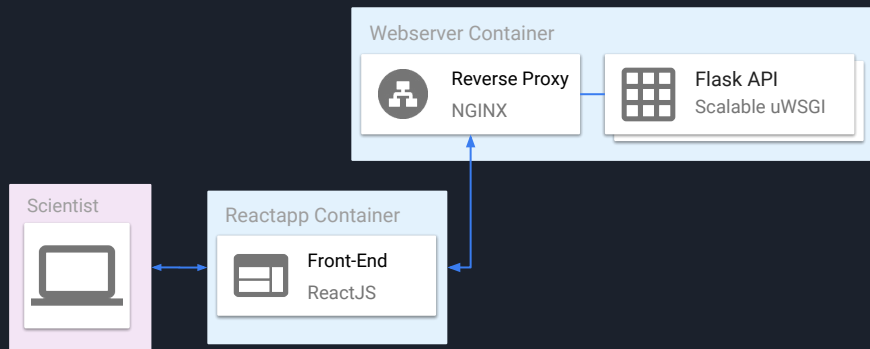 Webserver Container
Reverse Proxy
NGINX
Flask API
Scalable uWSGI
Scientist
Reactapp Container
Front-End
ReactJS